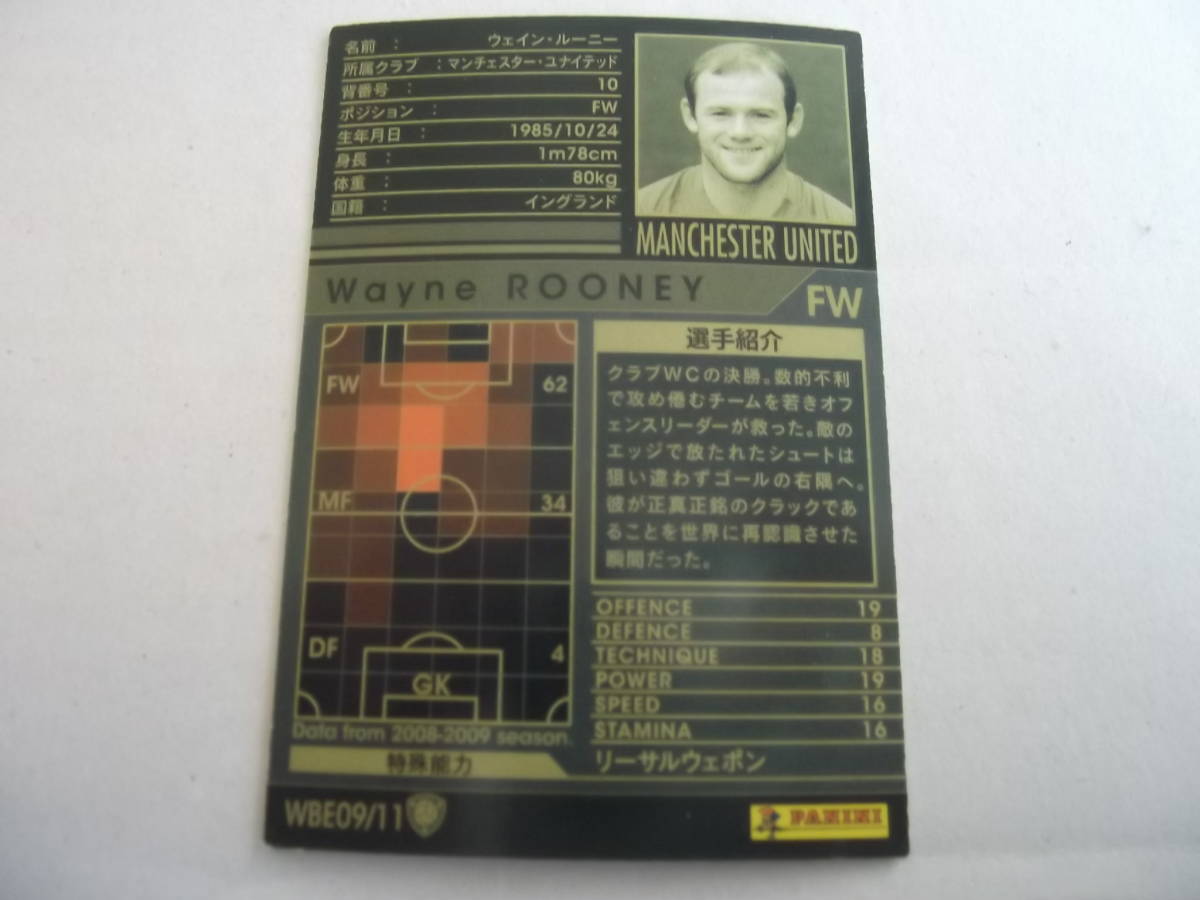 名前 : ウェイン・ルーニー
所属クラブ : マンチェスター・ユナイテッド
背番号 : 10
ポジション : FW
生年月日 : 1985/10/24
身長 : 1m78cm
体重 : 80kg
国籍 : イングランド
MANCHESTER UNITED
Wayne ROONEY
FW
FW 62
MF 34
DF 4
GK
Data from 2008-2009 season.
選手紹介
クラブWCの決勝。数的不利
で攻め倦むチームを若きオフ
ェンスリーダーが救った。敵の
エッジで放たれたシュートは
狙い違わずゴールの右隅へ。
彼が正真正銘のクラックであ
ることを世界に再認識させた
瞬間だった。
OFFENCE 19
DEFENCE 8
TECHNIQUE 18
POWER 19
SPEED 16
STAMINA 16
特殊能力 リーサルウェポン
WBE09/11
PANINI